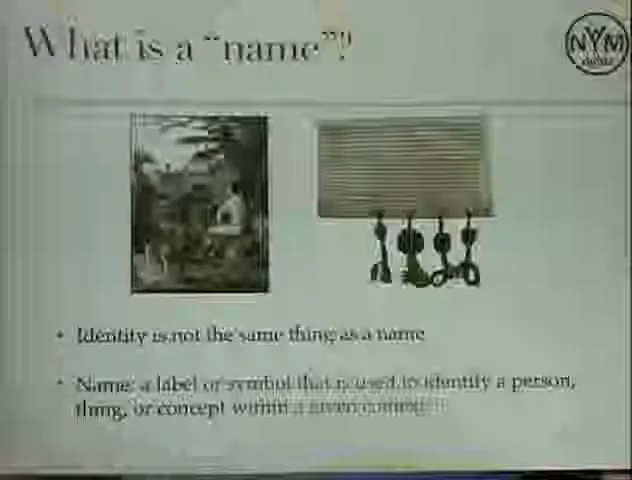 What is a "name"?
NYM
• Identity is not the same thing as a name
• Name: a label or symbol that is used to identify a person,
thing, or concept within a given